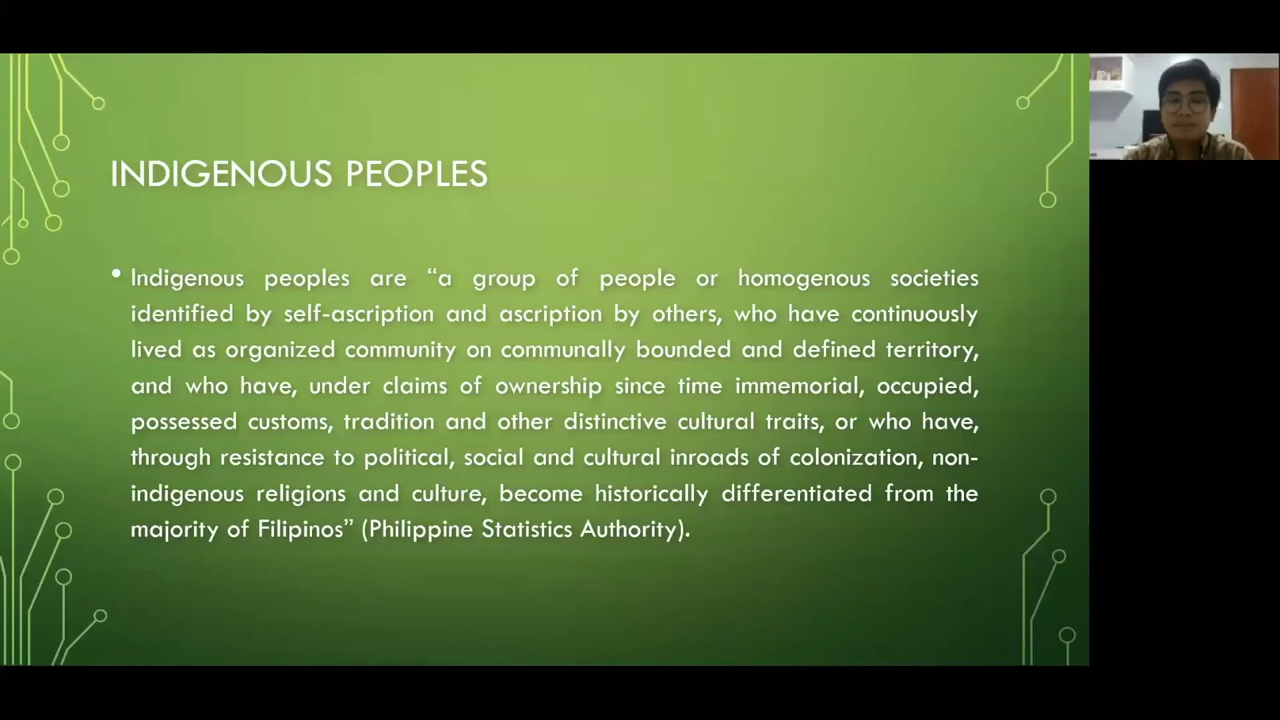 INDIGENOUS PEOPLES
• Indigenous peoples are “a group of people or homogenous societies
identified by self-ascription and ascription by others, who have continuously
lived as organized community on communally bounded and defined territory,
and who have, under claims of ownership since time immemorial, occupied,
possessed customs, tradition and other distinctive cultural traits, or who have,
through resistance to political, social and cultural inroads of colonization, non-
indigenous religions and culture, become historically differentiated from the
majority of Filipinos” (Philippine Statistics Authority).